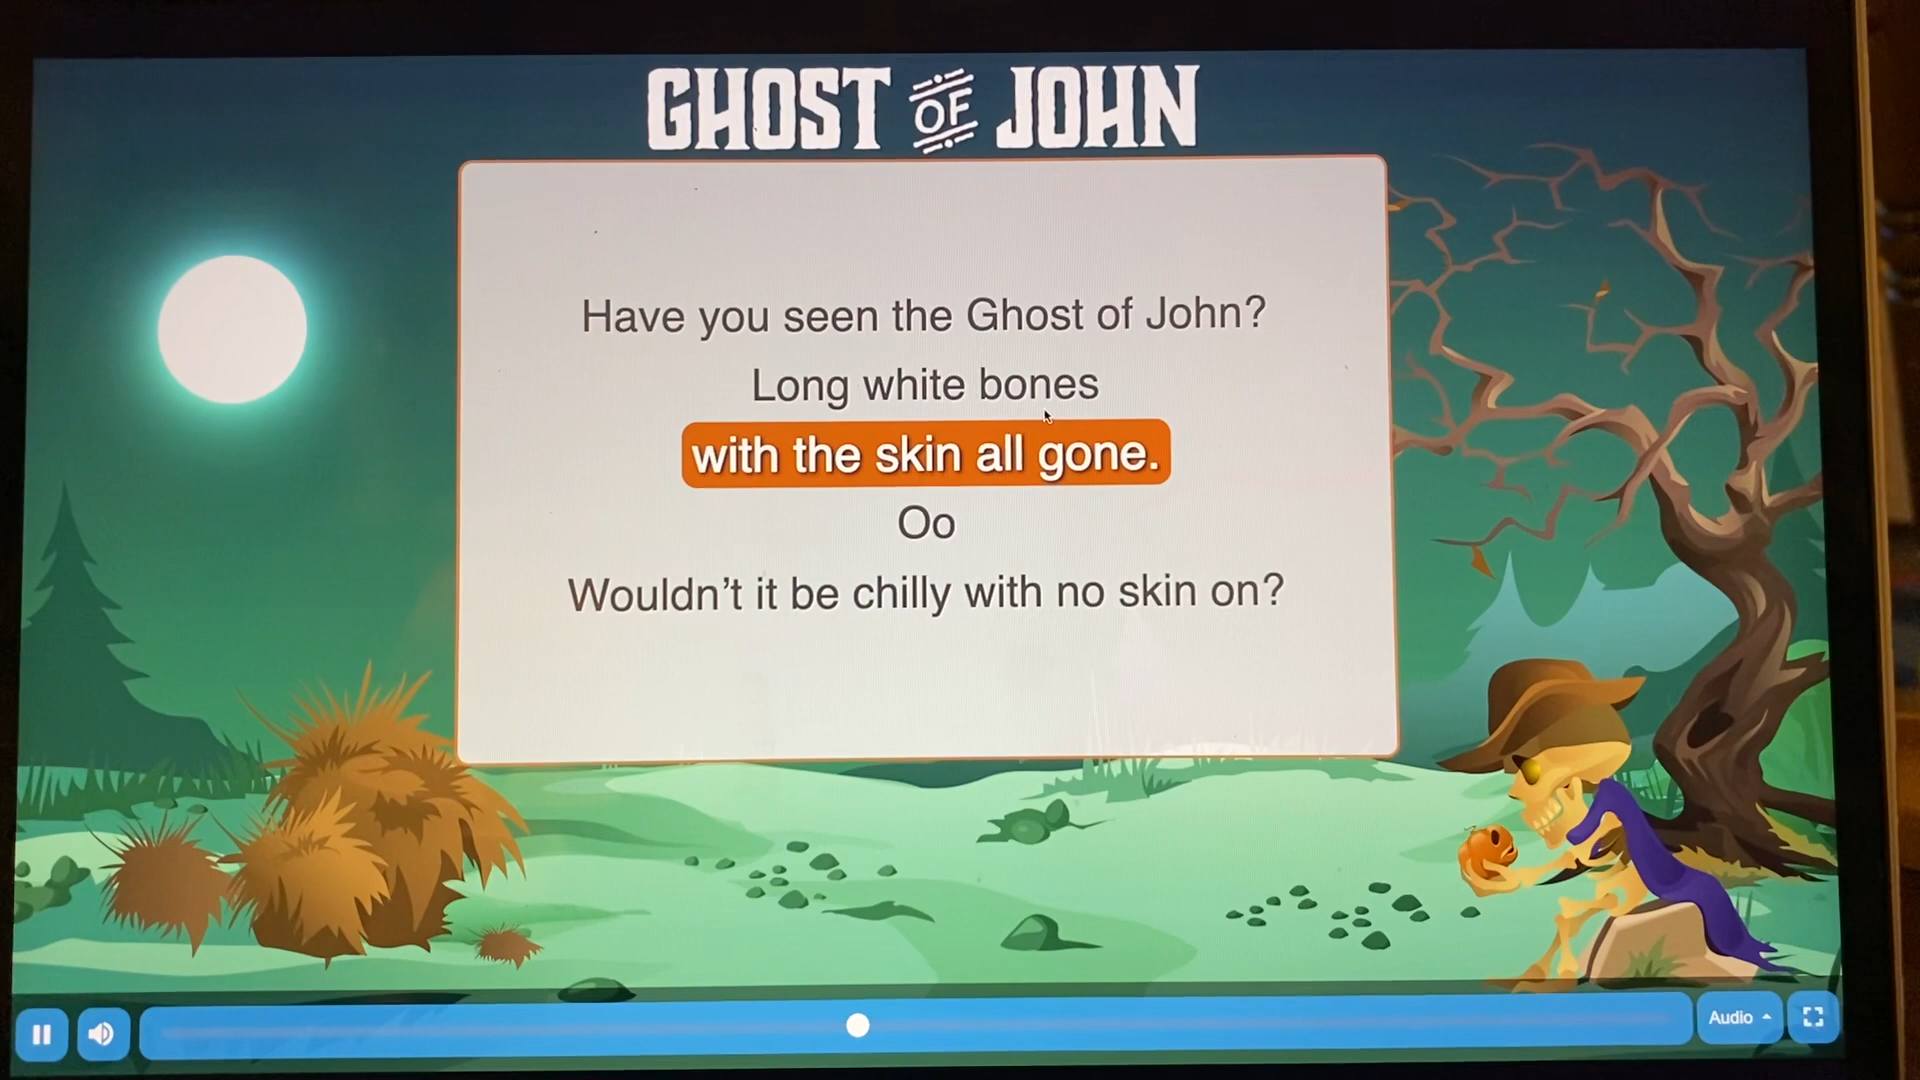 GHOST OF JOHN
Have you seen the Ghost of John?
Long white bones
with the skin all gone.
Oo
Wouldn't it be chilly with no skin on?
Audio